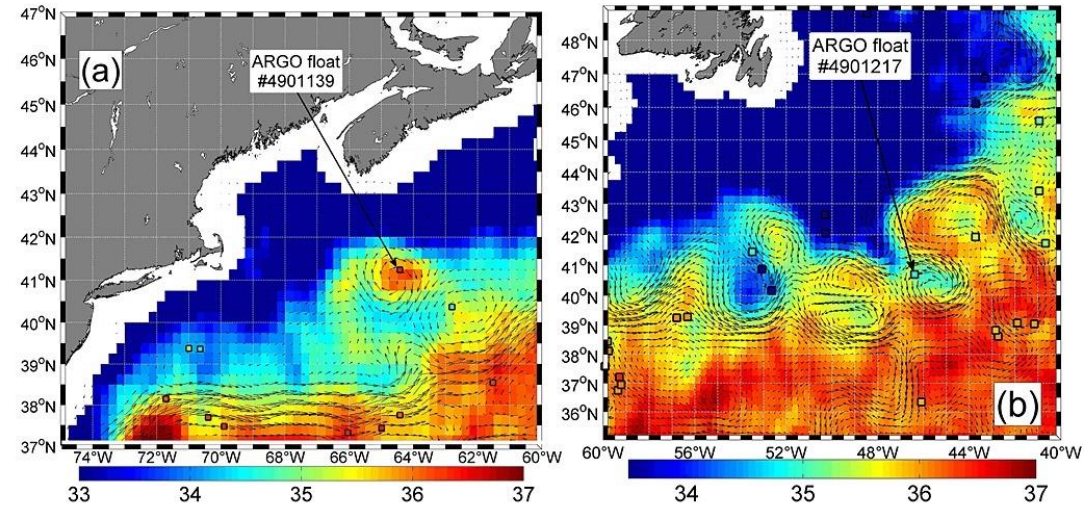 47°N
46°N
45°N
44°N
43°N
42°N
41°N
40°N
39°N
38°N
37°N
(a)
ARGO float
#4901139
74°W 72°W 70°W 68°W 66°W 64°W 62°W 60°W
33 34 35 36 37
48°N
47°N
46°N
45°N
44°N
43°N
42°N
41°N
40°N
39°N
38°N
37°N
36°N
ARGO float
#4901217
(b)
60°W 56°W 52°W 48°W 44°W 40°W
34 35 36 37